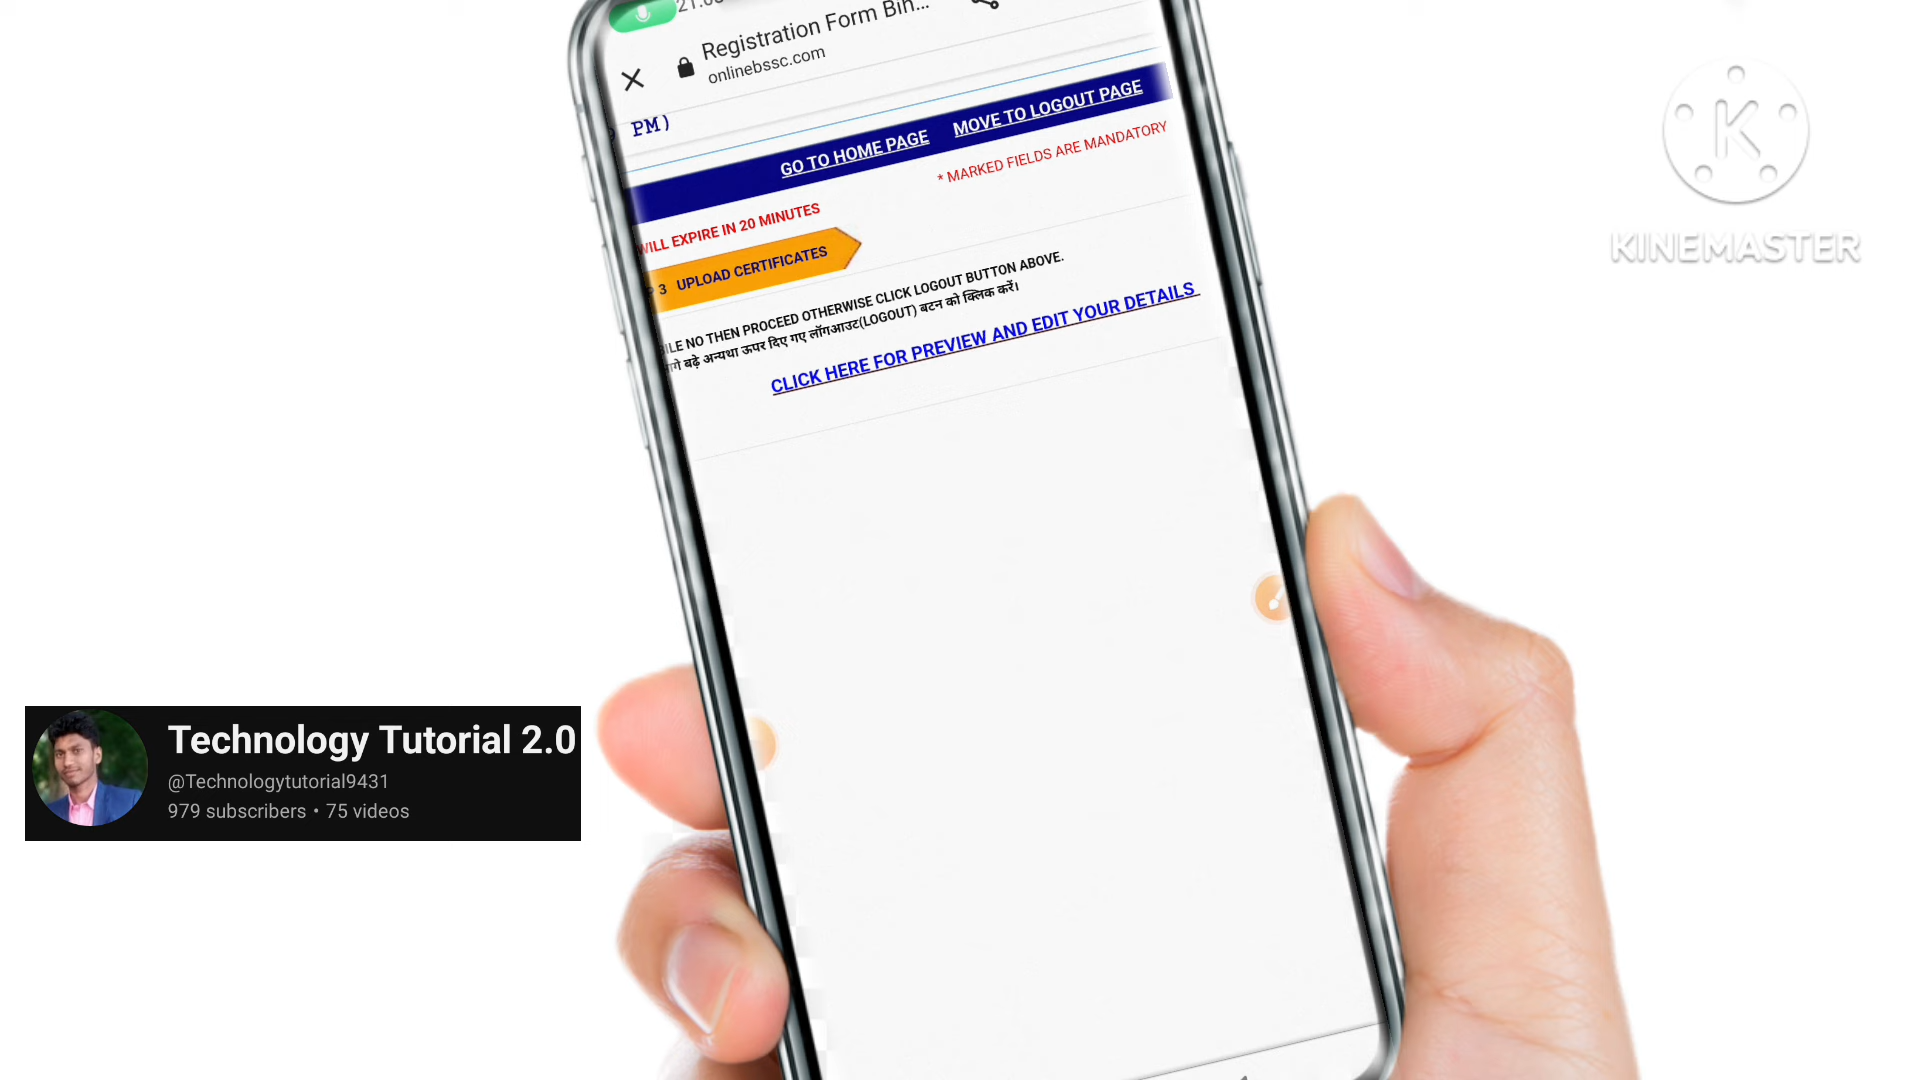 Registration Form Bih...
onlinebssc.com
PM)
GO TO HOME PAGE MOVE TO LOGOUT PAGE
* MARKED FIELDS ARE MANDATORY
WILL EXPIRE IN 20 MINUTES
3 UPLOAD CERTIFICATES
NO THEN PROCEED OTHERWISE CLICK LOGOUT BUTTON ABOVE.
बढ़े अन्यथा ऊपर दिए गए लॉगआउट(LOGOUT) बटन को क्लिक करें।
CLICK HERE FOR PREVIEW AND EDIT YOUR DETAILS
K
KINEMASTER
Technology Tutorial 2.0
@Technologytutorial9431
979 subscribers • 75 videos